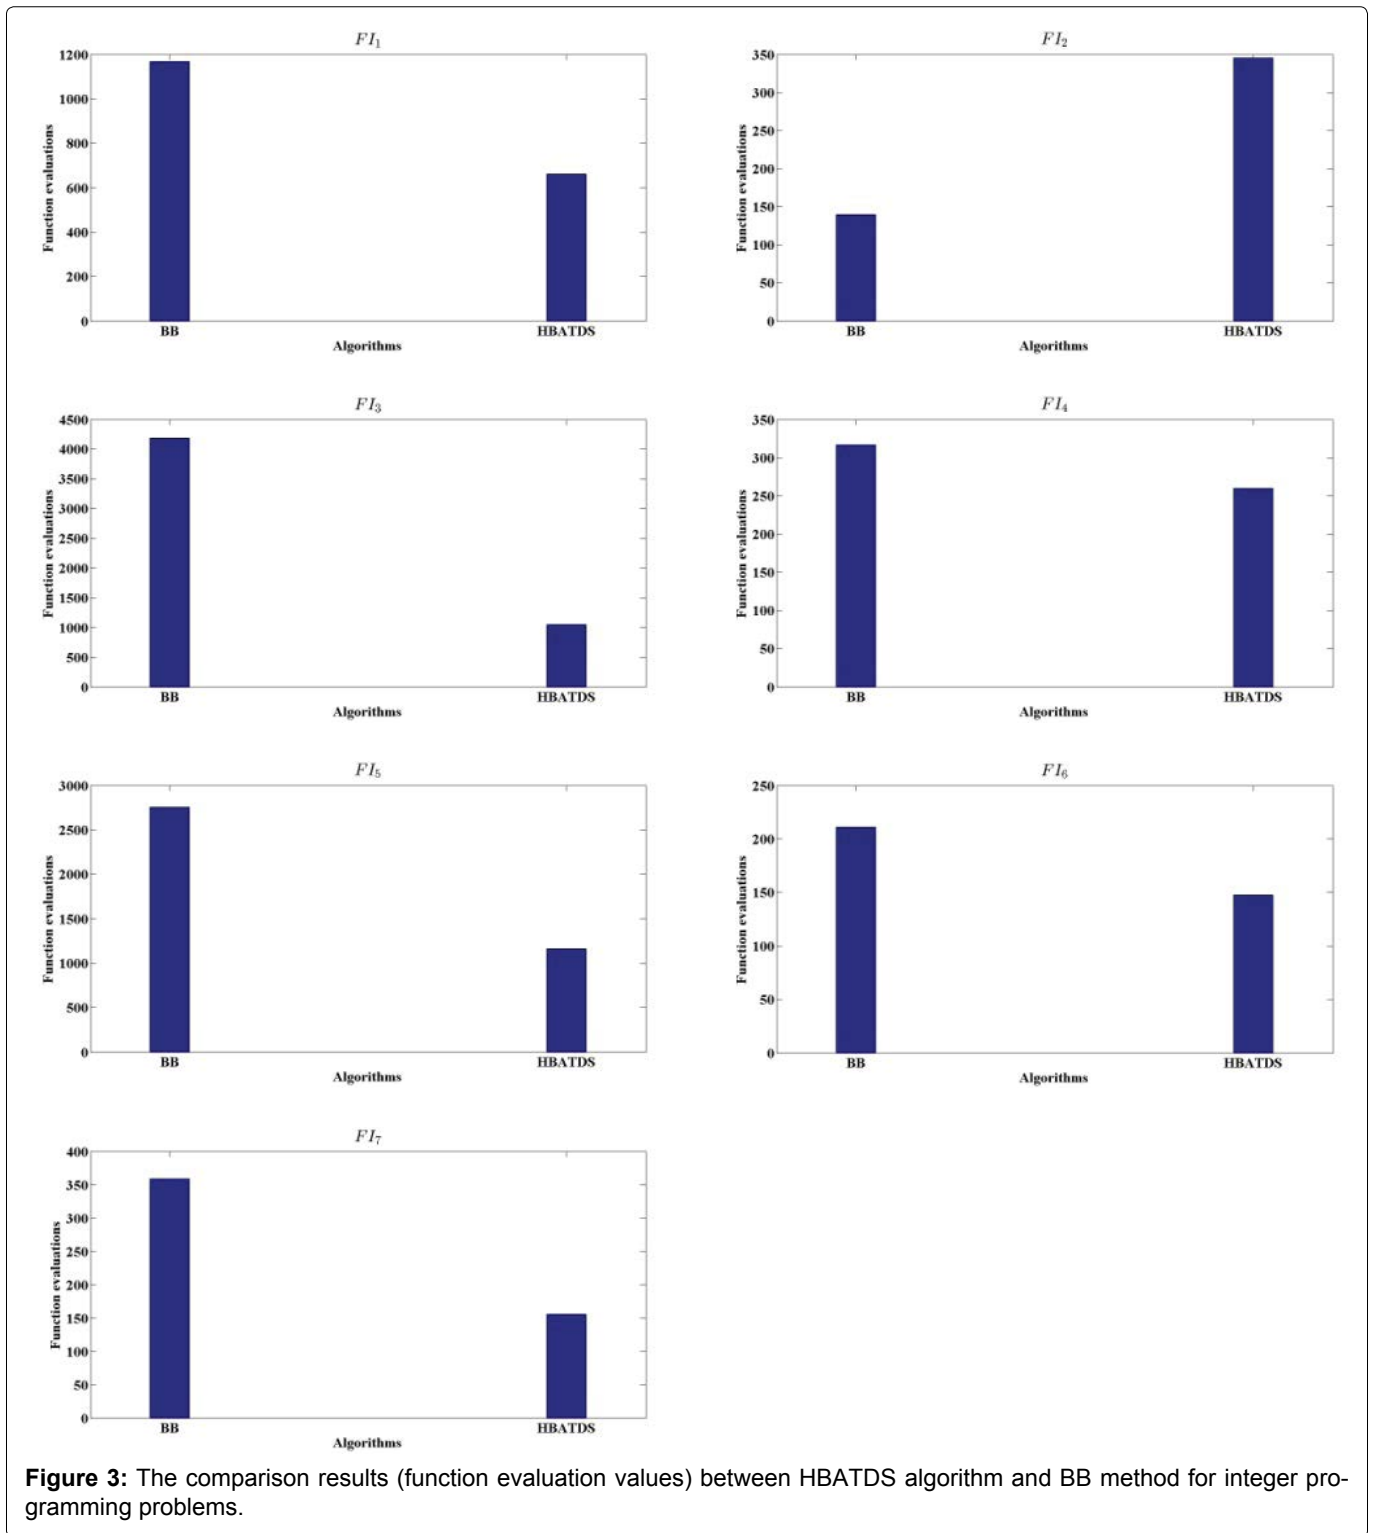 FI1
1200
1000
800
600
400
200
0
Function evaluations
BB
HBATDS
Algorithms
FI2
350
300
250
200
150
100
50
0
Function evaluations
BB
HBATDS
Algorithms
FI3
4500
4000
3500
3000
2500
2000
1500
1000
500
0
Function evaluations
BB
HBATDS
Algorithms
FI4
350
300
250
200
150
100
50
0
Function evaluations
BB
HBATDS
Algorithms
FI5
3000
2500
2000
1500
1000
500
0
Function evaluations
BB
HBATDS
Algorithms
FI6
250
200
150
100
50
0
Function evaluations
BB
HBATDS
Algorithms
FI7
400
350
300
250
200
150
100
50
0
Function evaluations
BB
HBATDS
Algorithms
Figure 3: The comparison results (function evaluation values) between HBATDS algorithm and BB method for integer pro-
gramming problems.